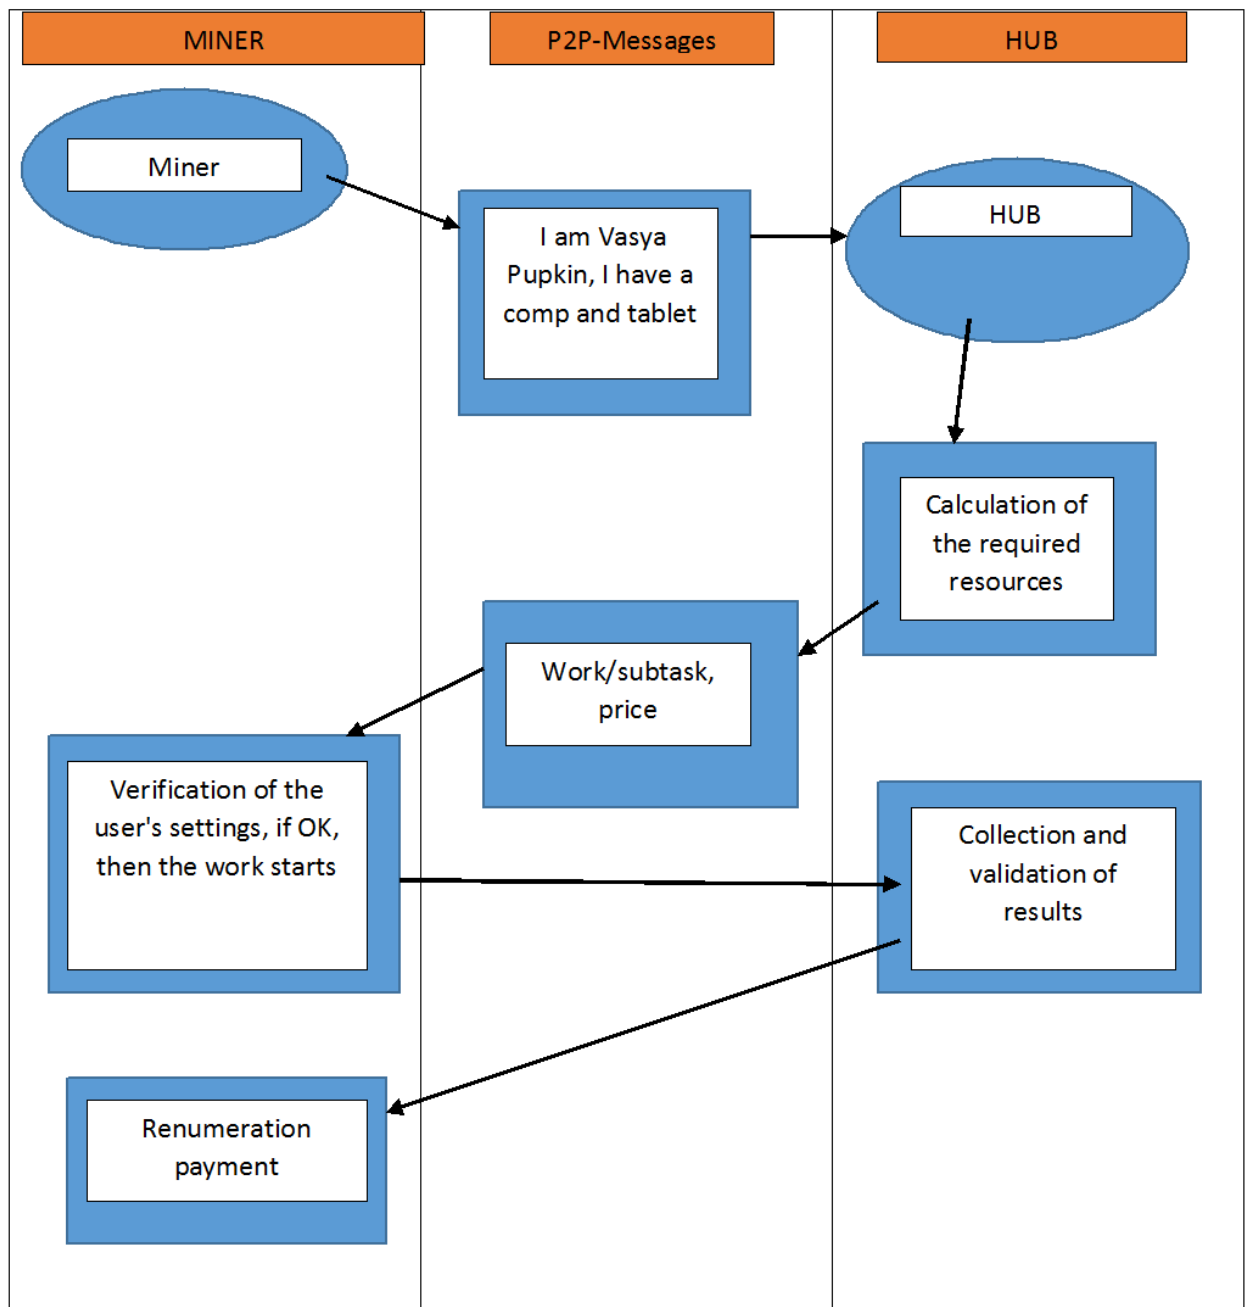 MINER
P2P-Messages
HUB
Miner
I am Vasya
Pupkin, I have a
comp and tablet
HUB
Calculation of
the required
resources
Work/subtask,
price
Verification of the
user's settings, if OK,
then the work starts
Collection and
validation of
results
Renumeration
payment